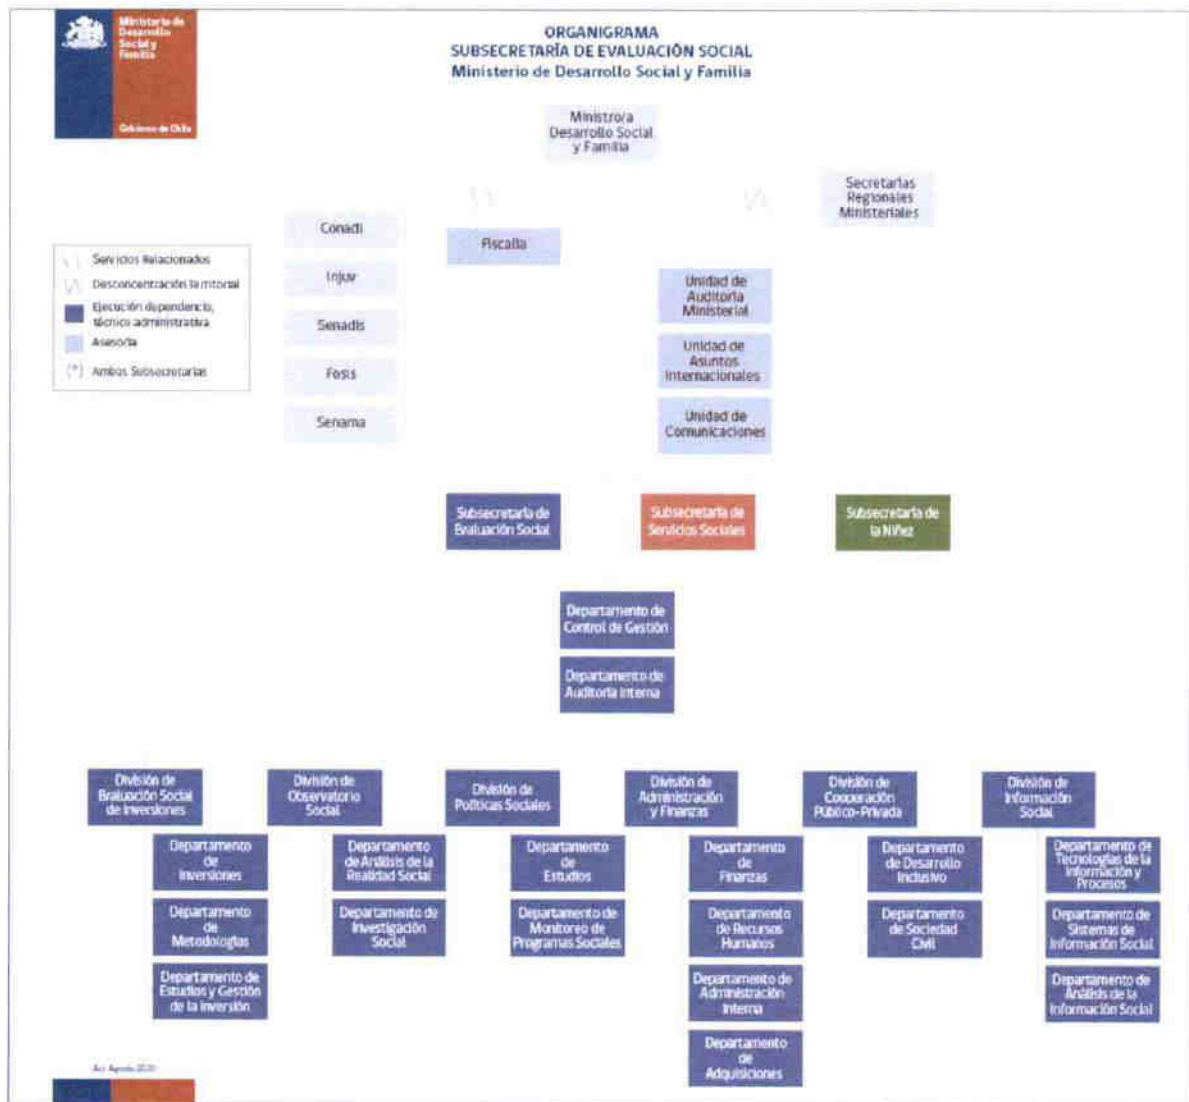 Ministerio de
Desarrollo
Social y
Familia
Gobierno de Chile
ORGANIGRAMA
SUBSECRETARÍA DE EVALUACIÓN SOCIAL
Ministerio de Desarrollo Social y Familia
Ministro/a
Desarrollo Social
y Familia
Secretarías
Regionales
Ministeriales
Conadi
Injuv
Senadis
Fosis
Senama
Fiscalía
Servicios Relacionados
Desconcentración territorial
Ejecución dependencia,
técnico administrativa
Asesoría
(*) Ambas Subsecretarías
Unidad de
Auditoría
Ministerial
Unidad de
Asuntos
Internacionales
Unidad de
Comunicaciones
Subsecretaría de
Evaluación Social
Subsecretaría de
Servicios Sociales
Subsecretaría de
la Niñez
Departamento de
Control de Gestión
Departamento de
Auditoría Interna
División de
Evaluación Social
de Inversiones
Departamento
de
Inversiones
Departamento
de
Metodologías
Departamento de
Estudios y Gestión
de la Inversión
División de
Observatorio
Social
Departamento
de Análisis de la
Realidad Social
Departamento de
Investigación
Social
División de
Políticas Sociales
Departamento
de
Estudios
Departamento de
Monitoreo de
Programas Sociales
División de
Administración
y Finanzas
Departamento
de
Finanzas
Departamento
de Recursos
Humanos
Departamento de
Administración
Interna
Departamento
de
Adquisiciones
División de
Cooperación
Público-Privada
Departamento
de Desarrollo
Inclusivo
Departamento
de Sociedad
Civil
División de
Información
Social
Departamento de
Tecnologías de la
Información y
Procesos
Departamento de
Sistemas de
Información Social
Departamento de
Análisis de la
Información Social
Agosto 2020